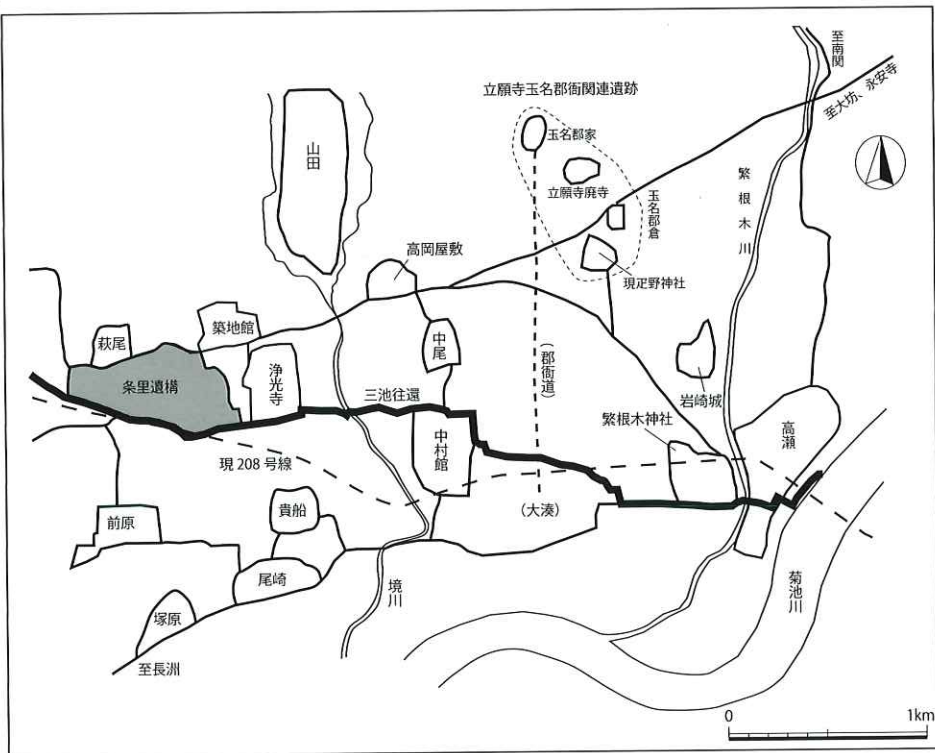 至南関
至大坊、永安寺
立願寺玉名郡衙関連遺跡
玉名郡家
立願寺廃寺
玉名郡倉
現疋野神社
繁根木川
山田
高岡屋敷
築地館
萩尾
条里遺構
浄光寺
中尾
三池往還
(郡衙道)
岩崎城
繁根木神社
高瀬
中村館
現208号線
(大湊)
貴船
前原
尾崎
塚原
至長洲
境川
菊池川
0
1km